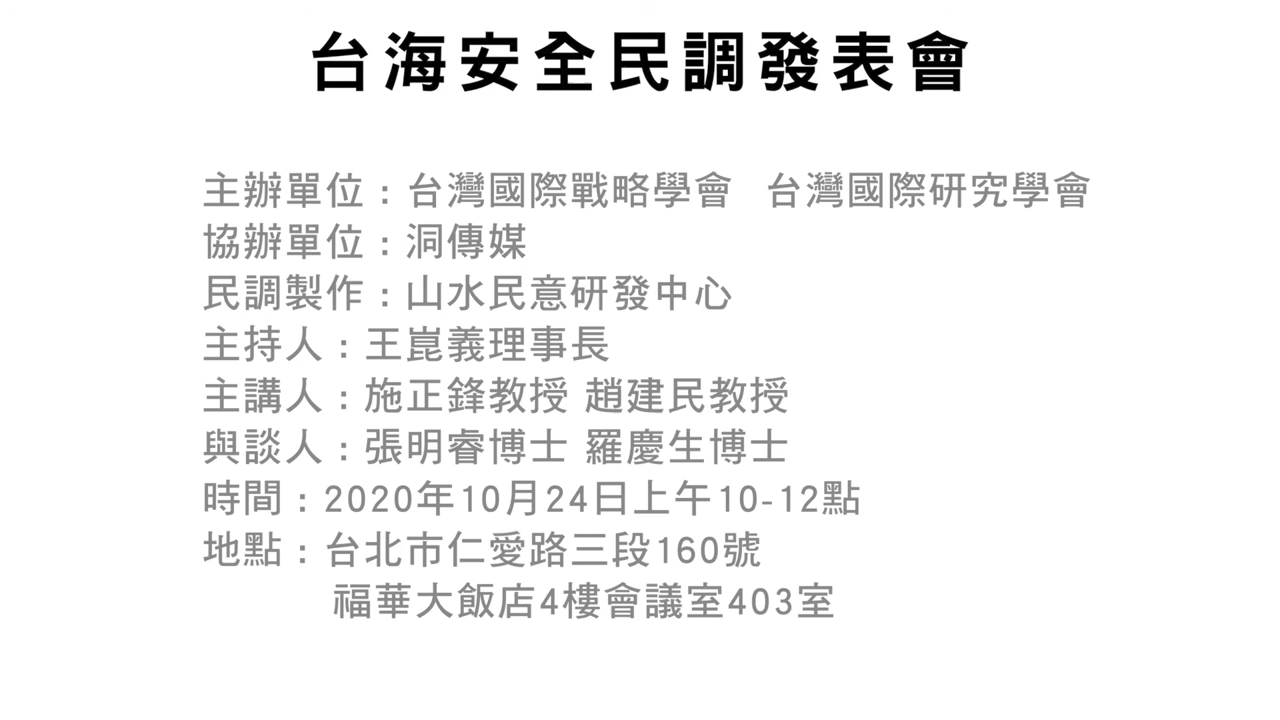 台海安全民調發表會
主辦單位：台灣國際戰略學會 台灣國際研究學會
協辦單位：洞傳媒
民調製作：山水民意研發中心
主持人：王崑義理事長
主講人：施正鋒教授 趙建民教授
與談人：張明睿博士 羅慶生博士
時間：2020年10月24日上午10-12點
地點：台北市仁愛路三段160號
福華大飯店4樓會議室403室